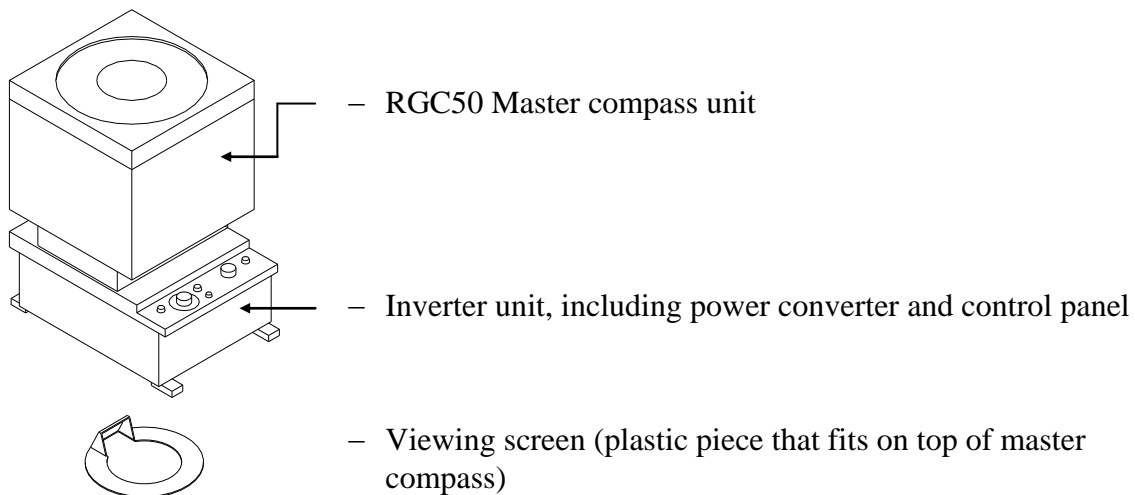 – RGC50 Master compass unit
– Inverter unit, including power converter and control panel
– Viewing screen (plastic piece that fits on top of master
compass)